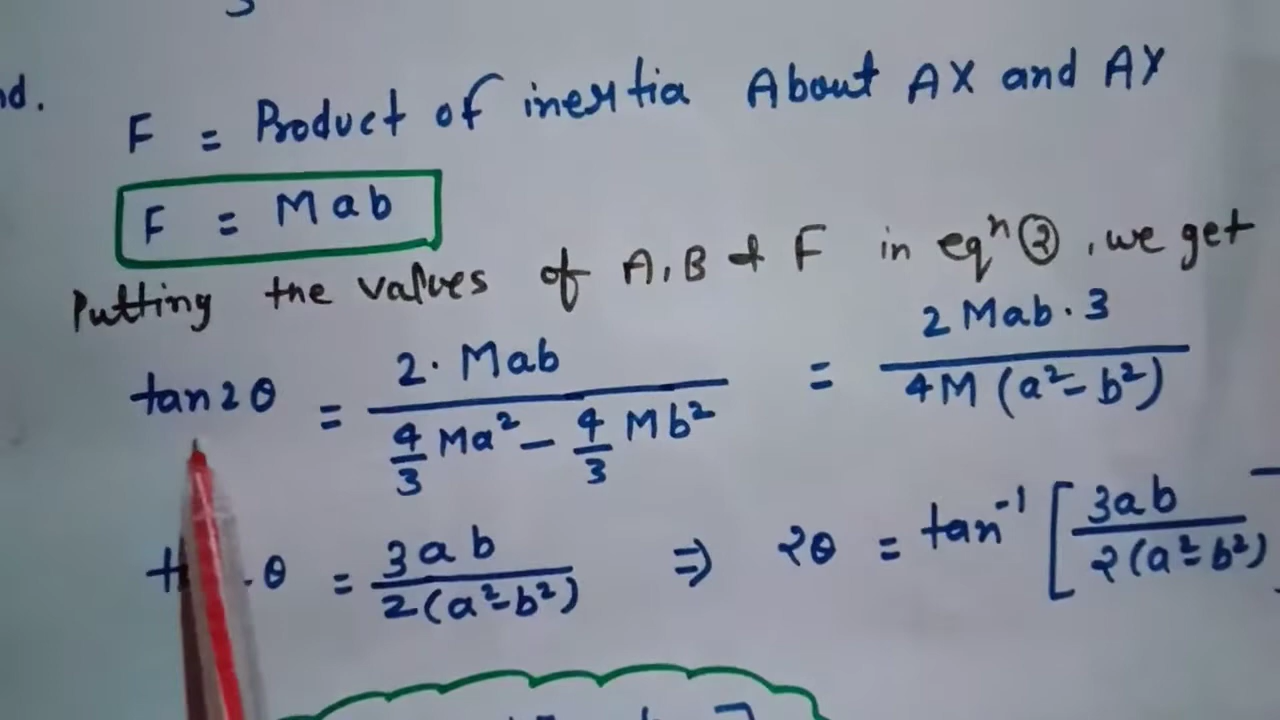 F = Product of inertia About AX and AY
F = Mab
Putting the values of A, B & F in eqⁿ ②, we get
tan2θ = 2·Mab / (4/3 Ma² − 4/3 Mb²) = 2Mab·3 / 4M(a²−b²)
θ = 3ab / 2(a²−b²) ⇒ 2θ = tan⁻¹ [3ab / 2(a²−b²)